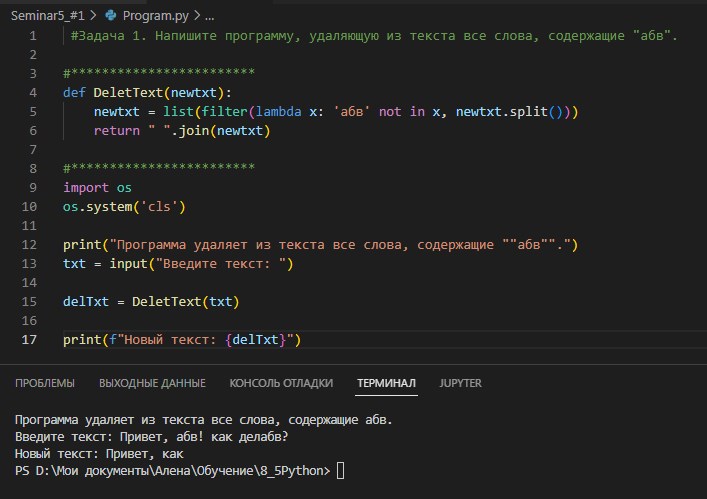 Seminar5_#1 > Program.py > ...
1 #Задача 1. Напишите программу, удаляющую из текста все слова, содержащие "абв".
2
3 #************************
4 def DeletText(newtxt):
5     newtxt = list(filter(lambda x: 'абв' not in x, newtxt.split()))
6     return " ".join(newtxt)
7
8 #************************
9 import os
10 os.system('cls')
11
12 print("Программа удаляет из текста все слова, содержащие ""абв"".")
13 txt = input("Введите текст: ")
14
15 delTxt = DeletText(txt)
16
17 print(f"Новый текст: {delTxt}")
ПРОБЛЕМЫ ВЫХОДНЫЕ ДАННЫЕ КОНСОЛЬ ОТЛАДКИ ТЕРМИНАЛ JUPYTER
Программа удаляет из текста все слова, содержащие абв.
Введите текст: Привет, абв! как делабв?
Новый текст: Привет, как
PS D:\Мои документы\Алена\Обучение\8_5Python>